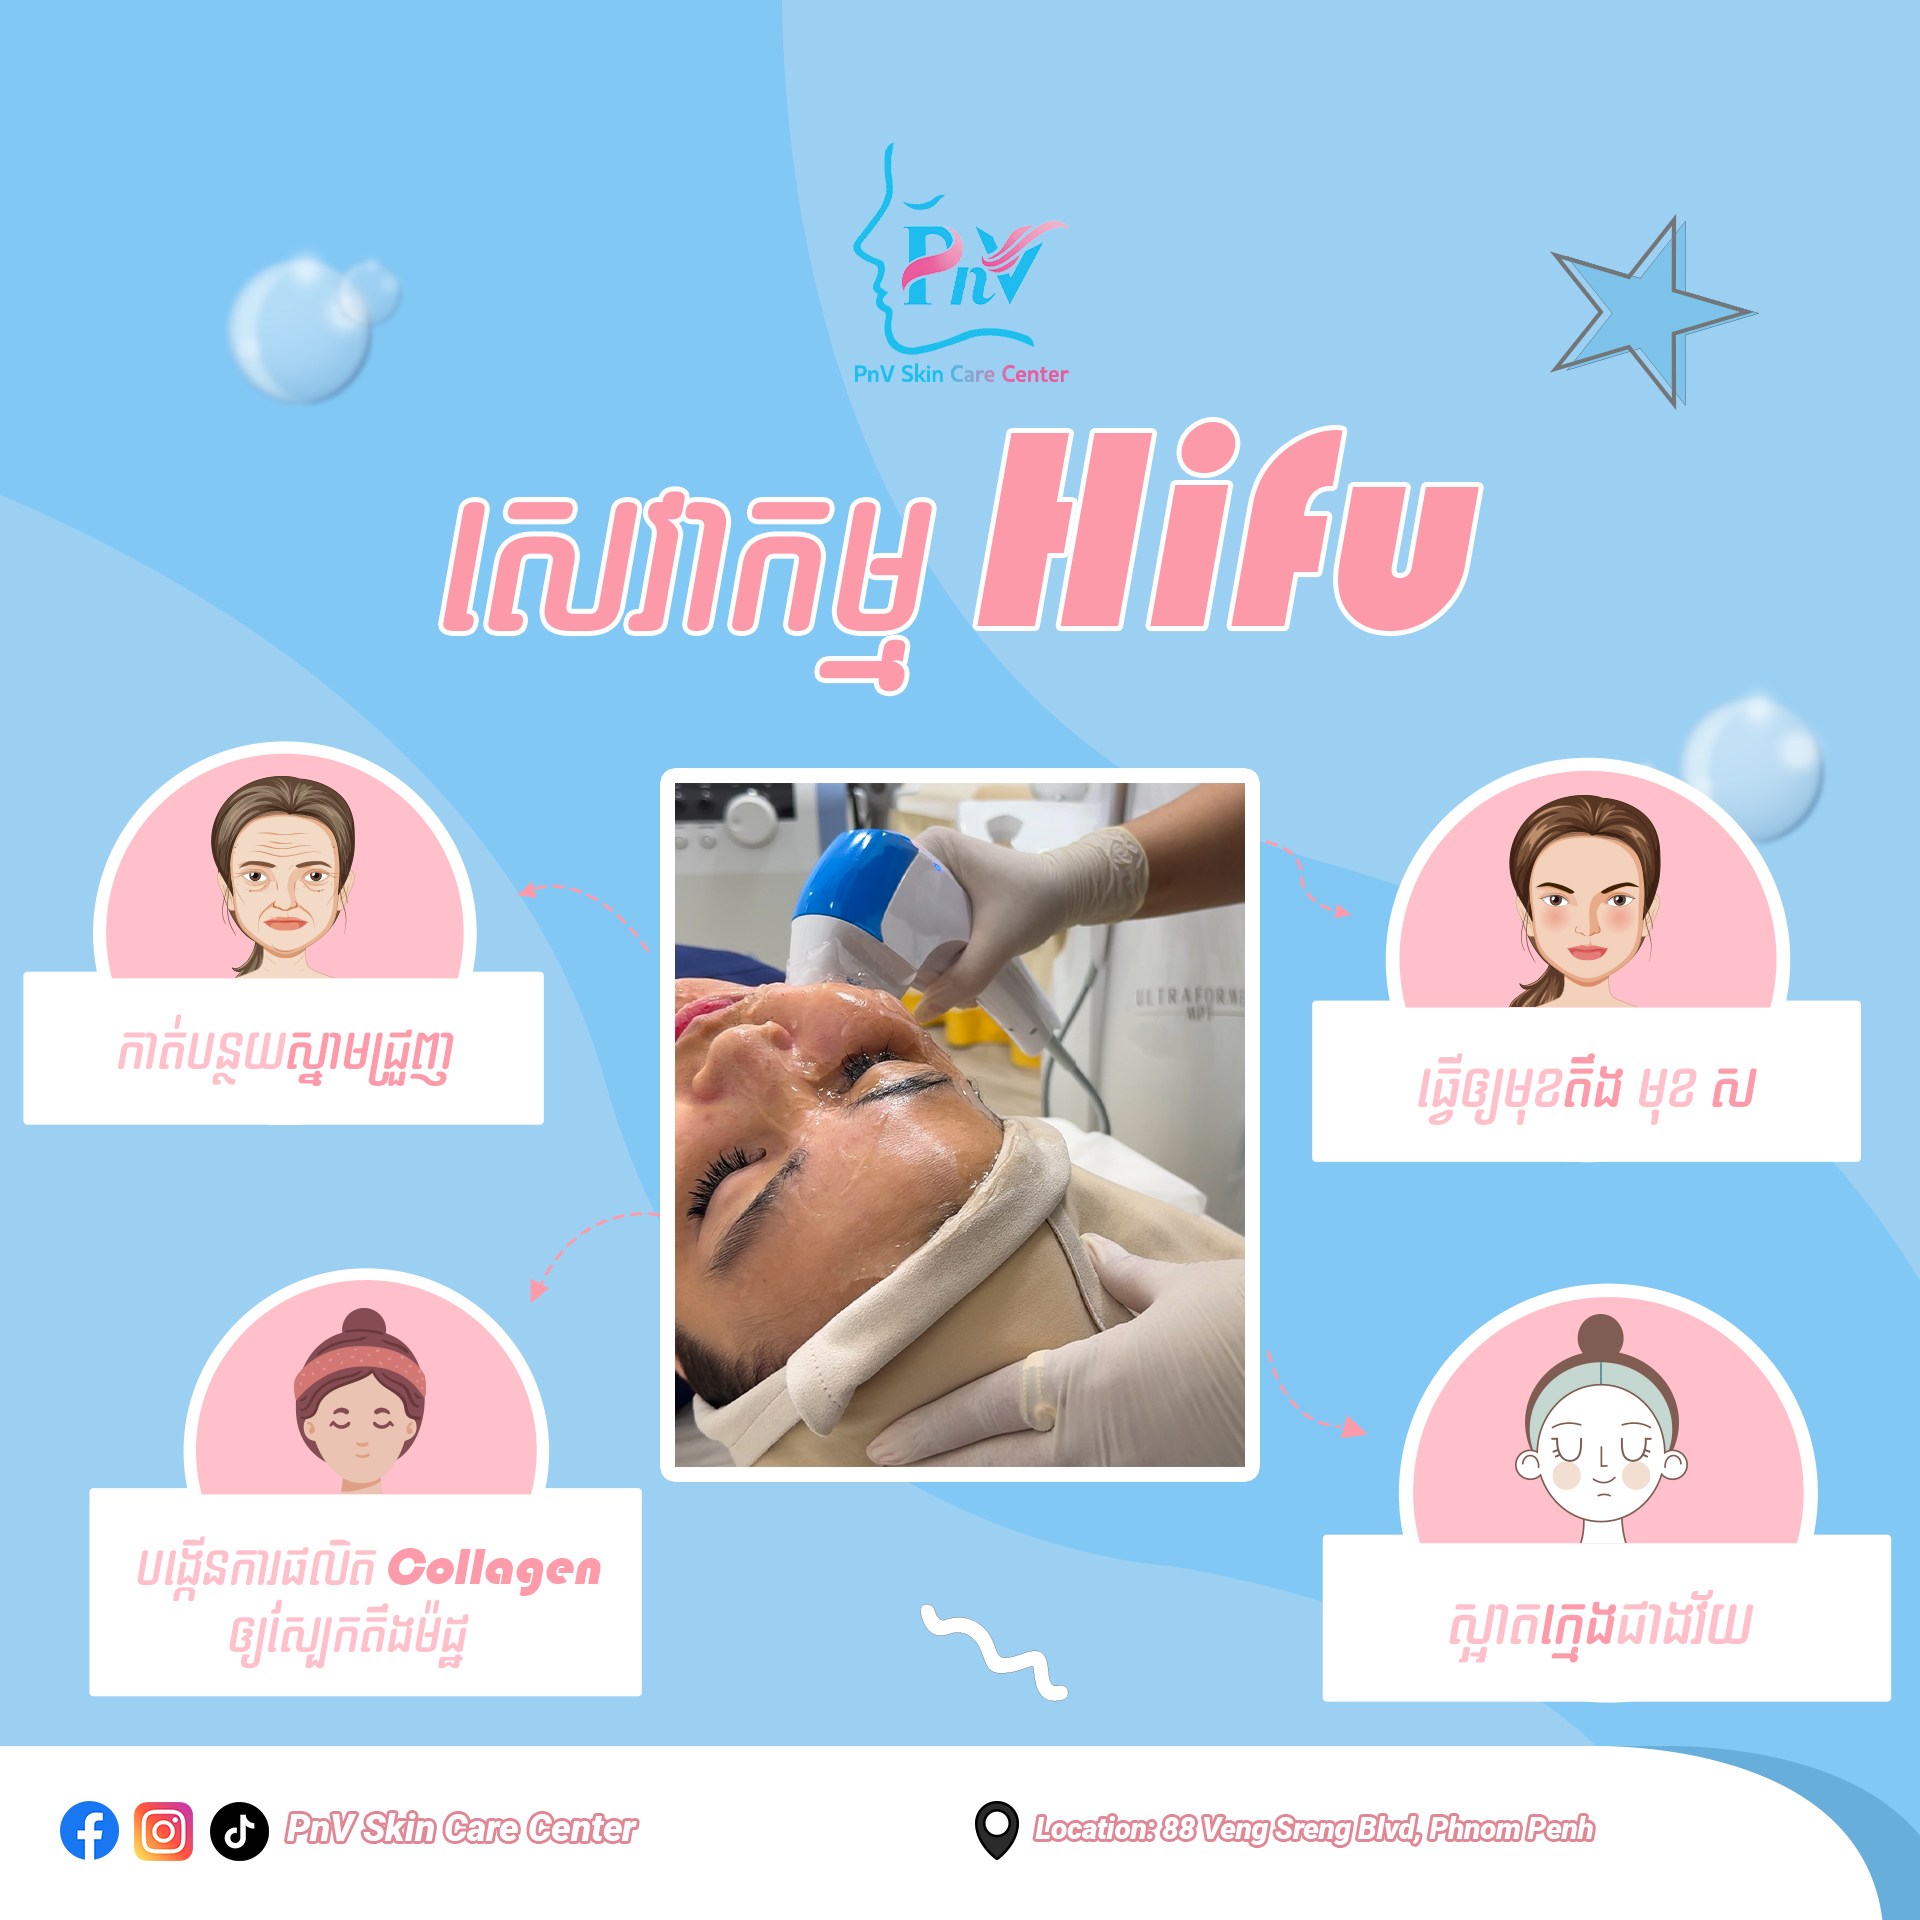 PnV
PnV Skin Care Center
សេវាកម្ម Hifu
កាត់បន្ថយស្នាមជ្រួញ
ធ្វើឲ្យមុខតឹង មុខ ស
ULTRAFORMER
MPT
បង្កើនការផលិត Collagen
ឲ្យស្បែកតឹងម៉ដ្ឋ
ស្អាតក្មេងជាងវ័យ
PnV Skin Care Center
Location: 88 Veng Sreng Blvd, Phnom Penh